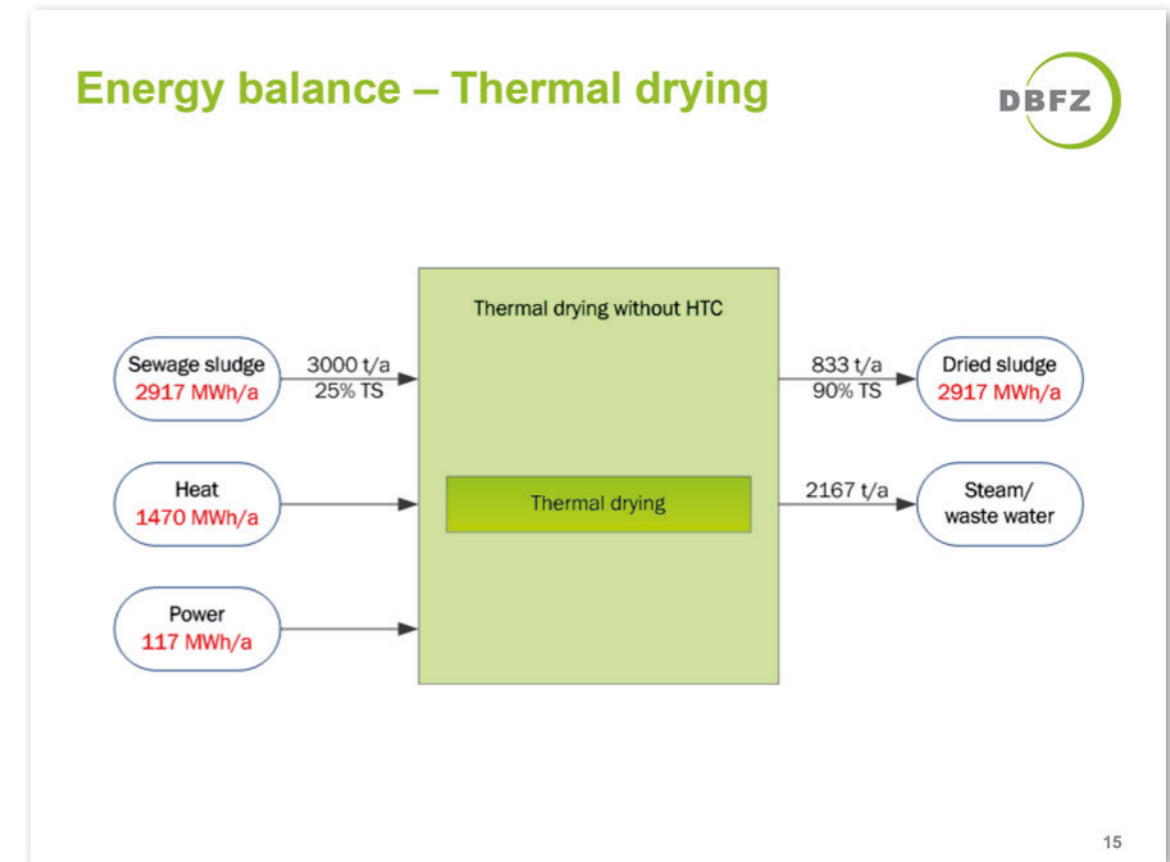 Energy balance – Thermal drying
DBFZ
Thermal drying without HTC
Sewage sludge
2917 MWh/a
3000 t/a
25% TS
833 t/a
90% TS
Dried sludge
2917 MWh/a
Heat
1470 MWh/a
Thermal drying
2167 t/a
Steam/
waste water
Power
117 MWh/a
15